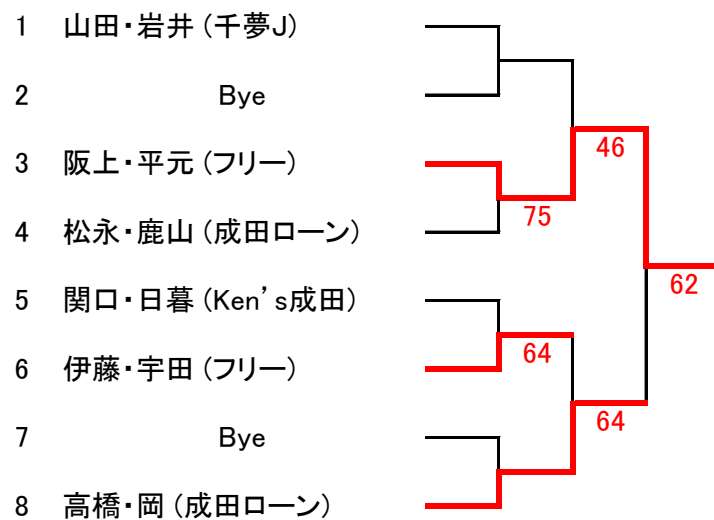 1 山田・岩井 (千夢J)
2 Bye
3 阪上・平元 (フリー)
4 松永・鹿山 (成田ローン)
5 関口・日暮 (Ken's成田)
6 伊藤・宇田 (フリー)
7 Bye
8 高橋・岡 (成田ローン)
46
75
62
64
64